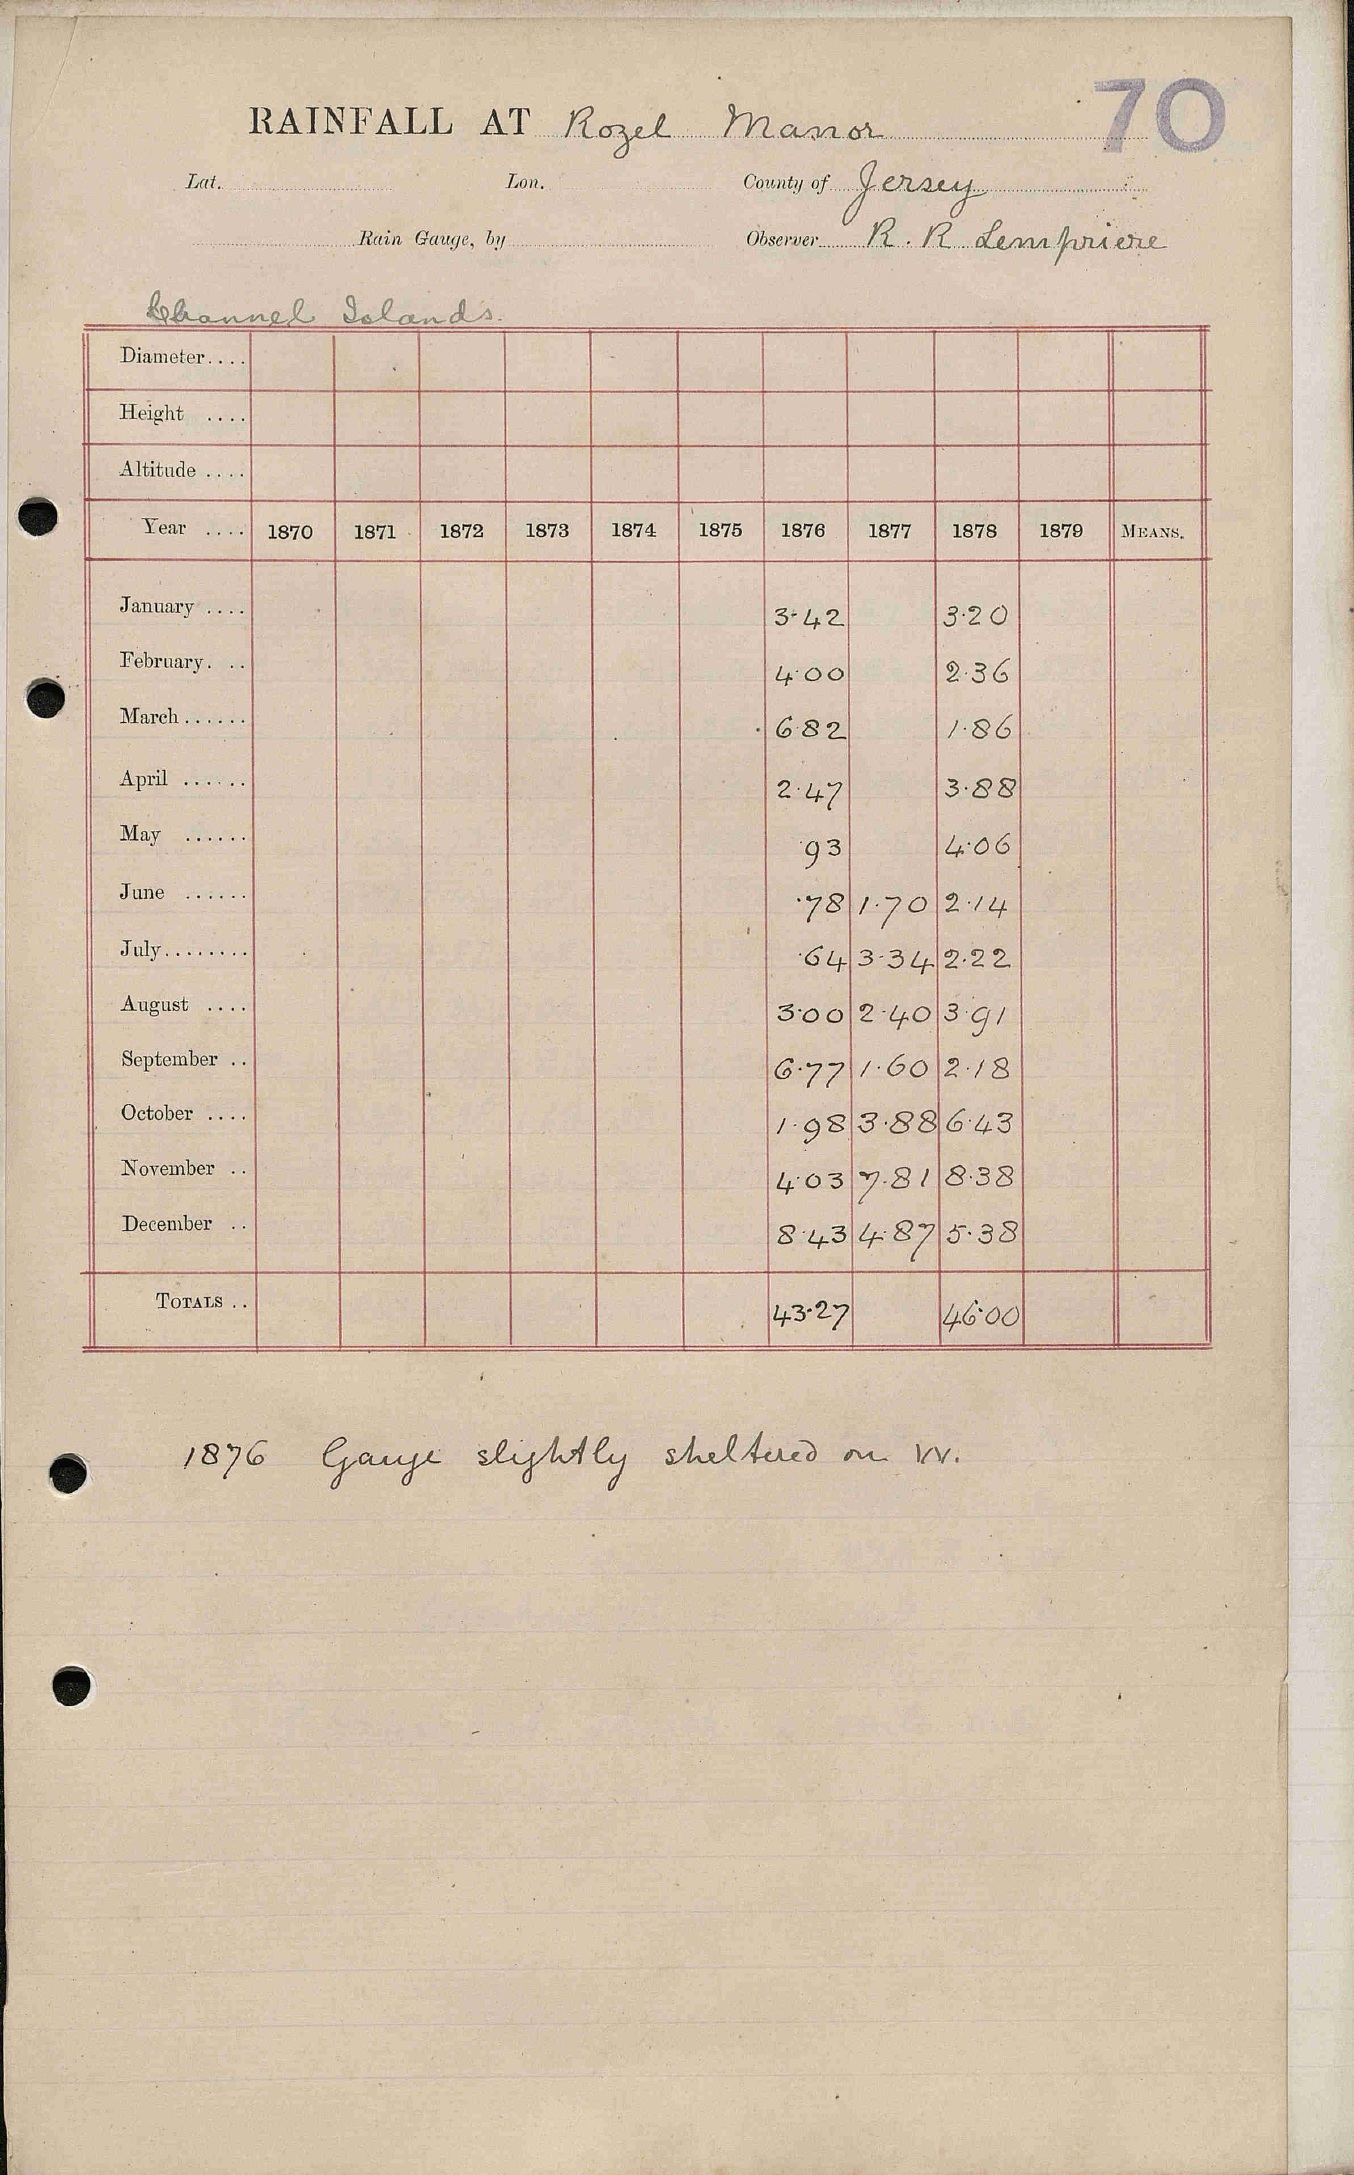 70
RAINFALL AT Rozel Manor
Lat. Lon. County of Jersey
Rain Gauge, by Observer R. R Lempriere
Channel Islands.
Diameter....
Height ....
Altitude ....
Year .... 1870 1871 1872 1873 1874 1875 1876 1877 1878 1879 MEANS.
January .... 3.42 3.20
February. .. 4.00 2.36
March...... 6.82 1.86
April ...... 2.47 3.88
May ...... .93 4.06
June ...... .78 1.70 2.14
July........ .64 3.34 2.22
August .... 3.00 2.40 3.91
September .. 6.77 1.60 2.18
October .... 1.98 3.88 6.43
November .. 4.03 7.81 8.38
December .. 8.43 4.87 5.38
TOTALS .. 43.27 46.00
1876 Gauge slightly sheltered on W.